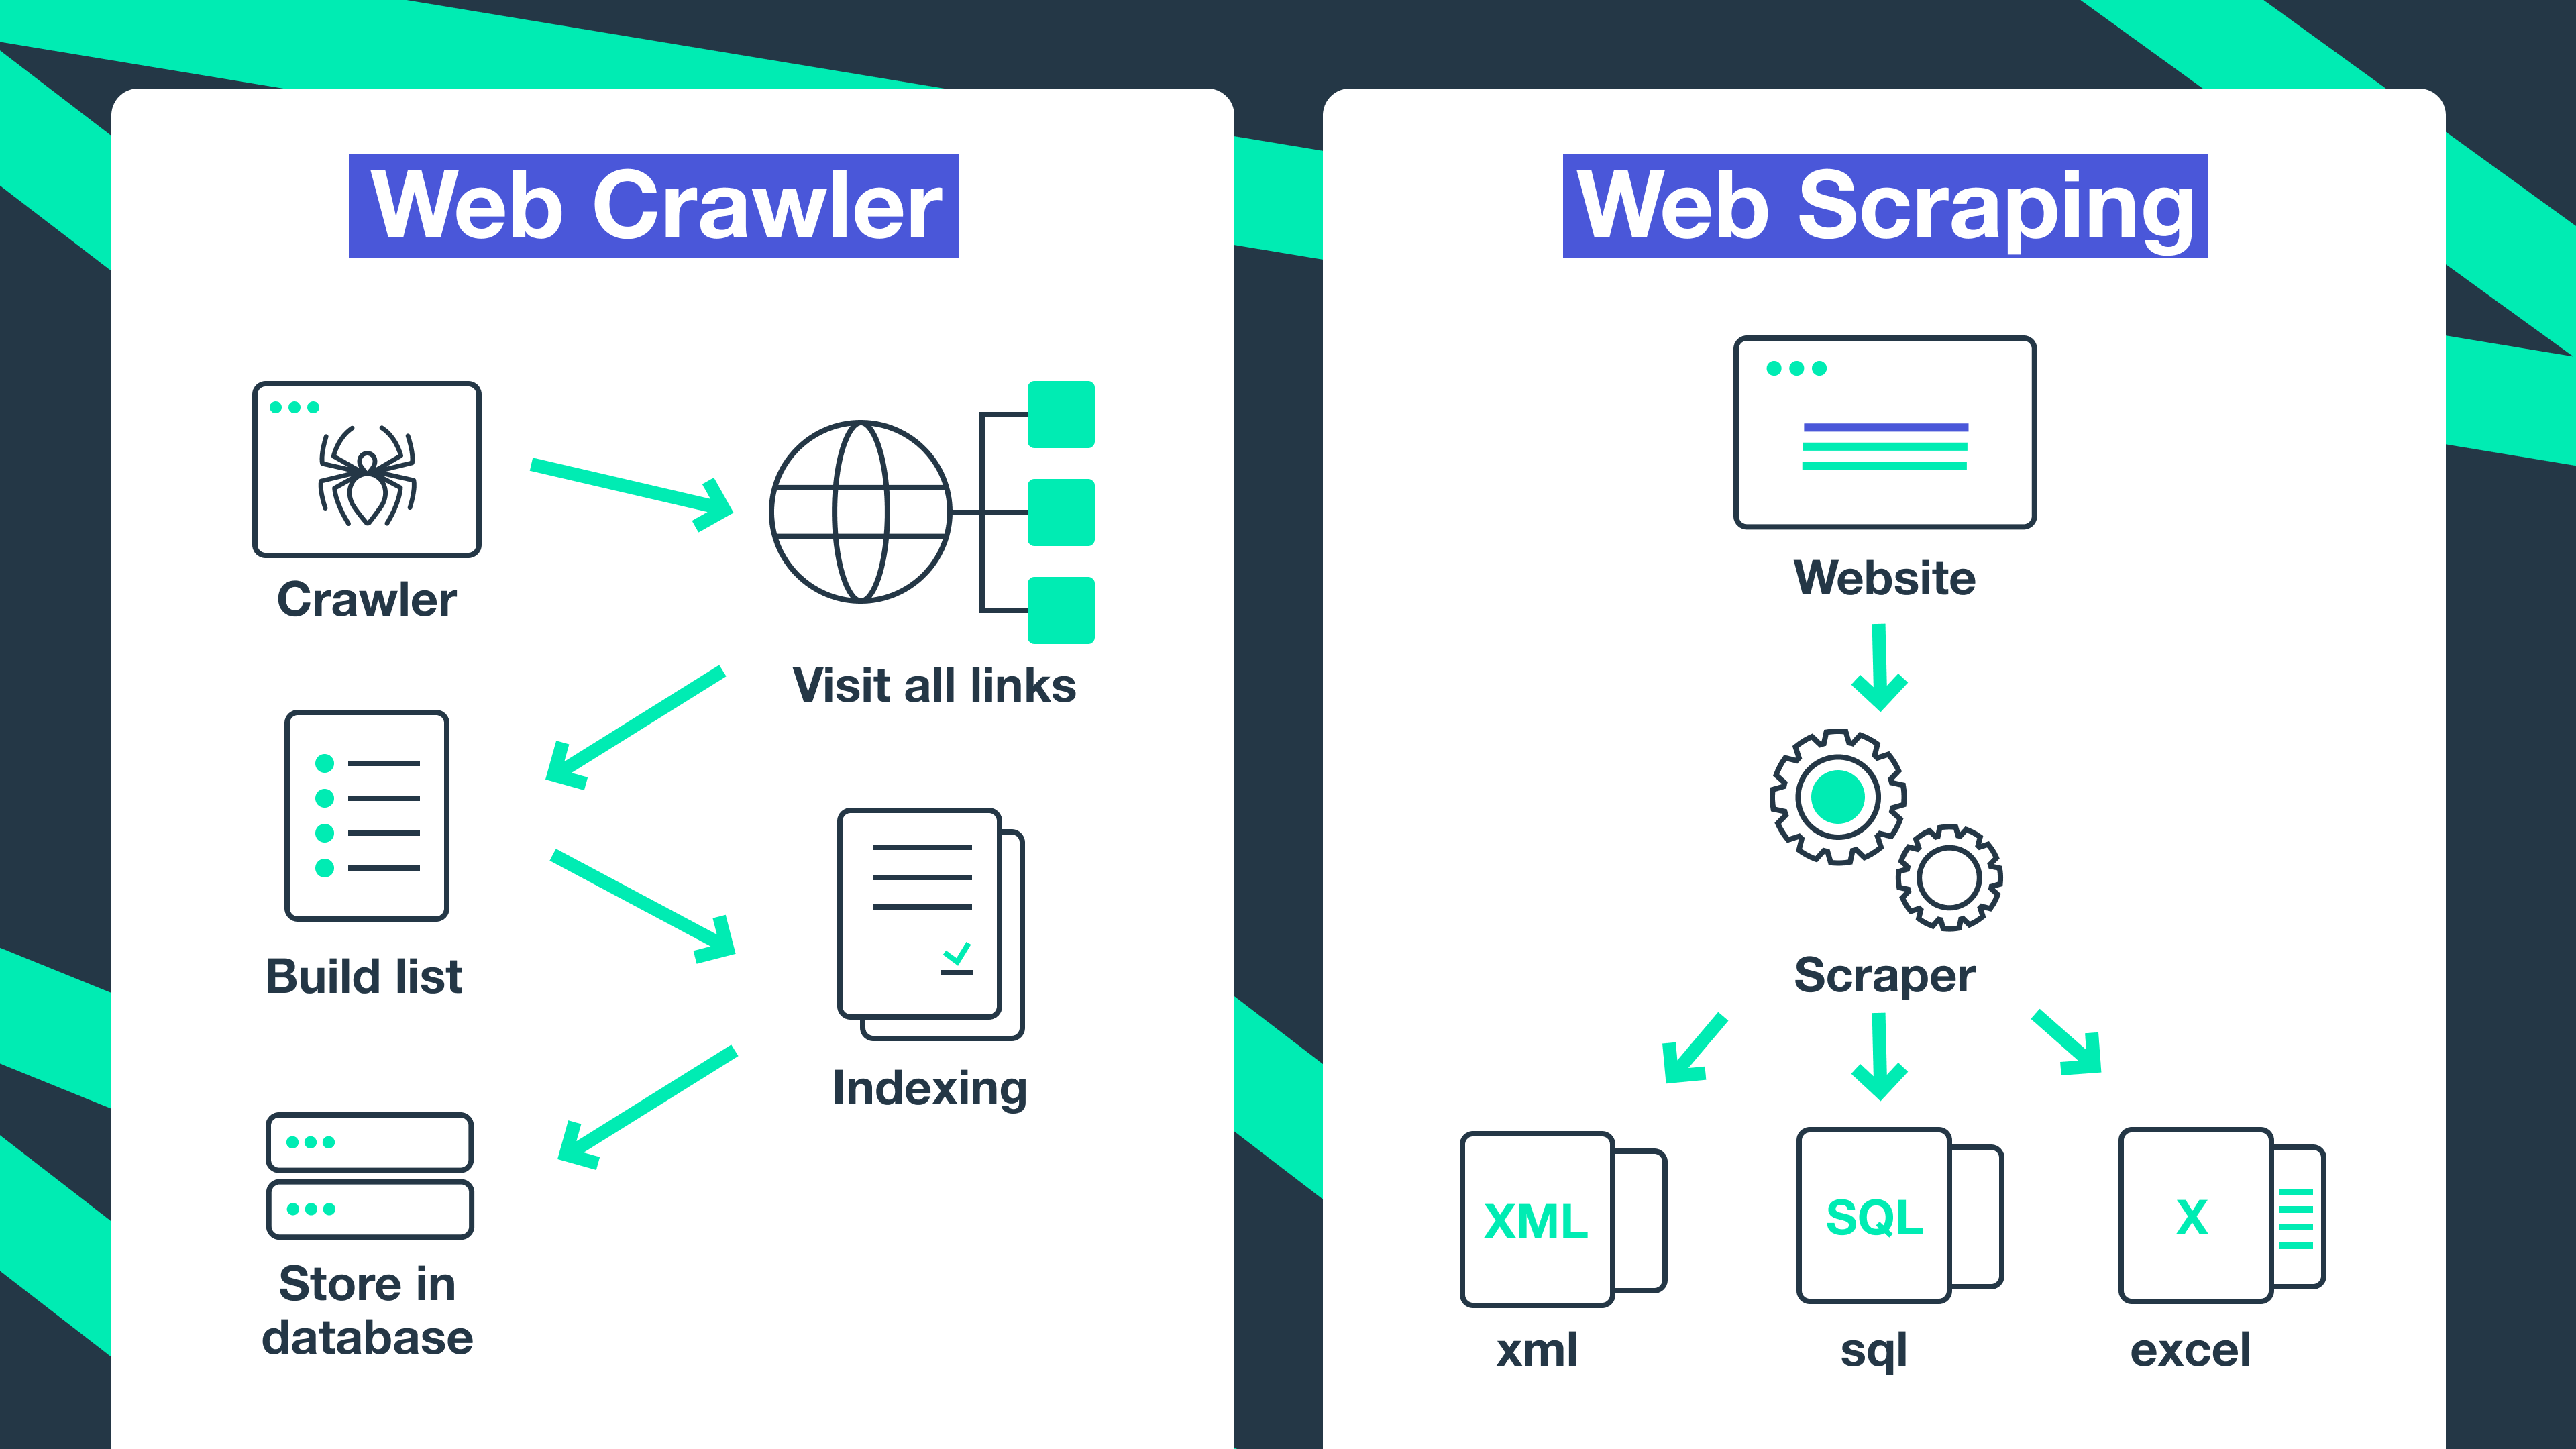 Web Crawler
Crawler
Visit all links
Build list
Indexing
Store in
database
Web Scraping
Website
Scraper
XML
SQL
X
xml
sql
excel